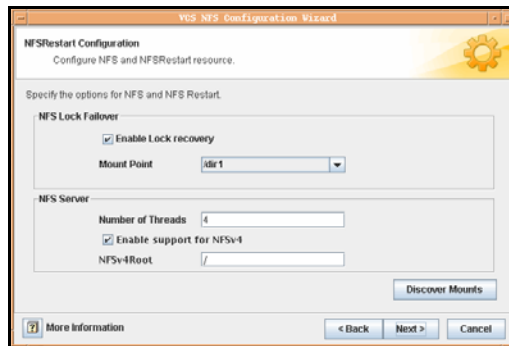 VCS NFS Configuration Wizard
NFSRestart Configuration
Configure NFS and NFSRestart resource.
Specify the options for NFS and NFS Restart.
NFS Lock Failover
Enable Lock recovery
Mount Point /dir1
NFS Server
Number of Threads 4
Enable support for NFSv4
NFSv4Root /
Discover Mounts
? More Information < Back Next > Cancel